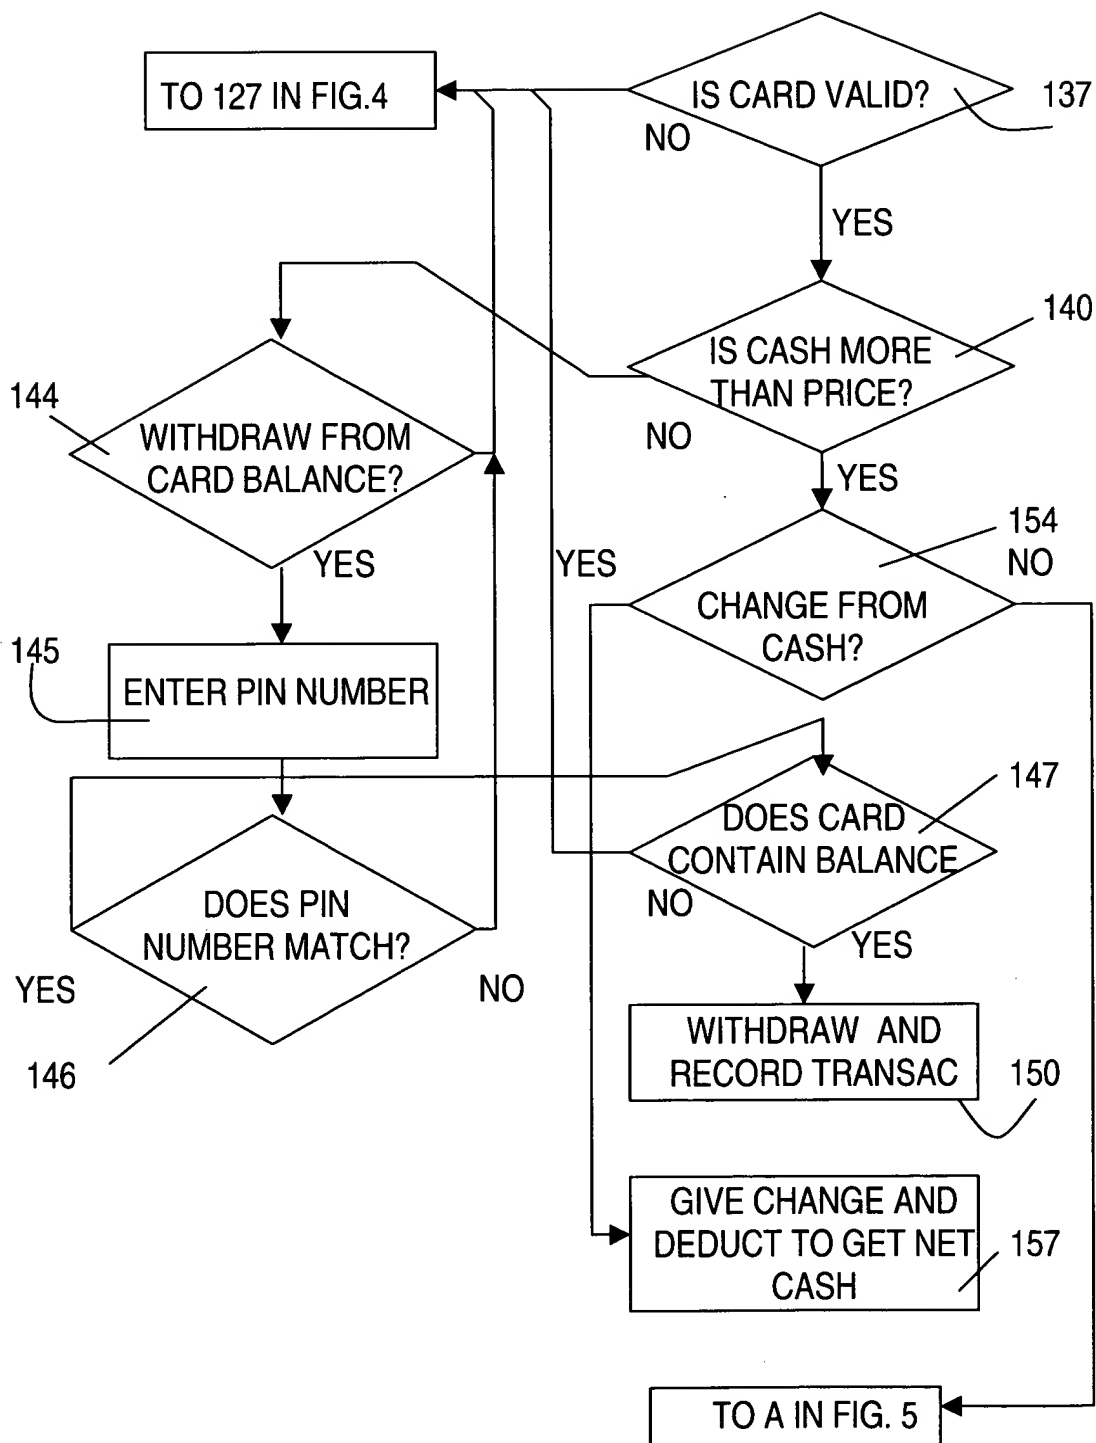 TO 127 IN FIG.4
IS CARD VALID?
137
NO
YES
140
IS CASH MORE
THAN PRICE?
144
NO
WITHDRAW FROM
CARD BALANCE?
YES
154
YES
YES
NO
CHANGE FROM
CASH?
145
ENTER PIN NUMBER
147
DOES CARD
CONTAIN BALANCE
NO
DOES PIN
NUMBER MATCH?
YES
YES
NO
146
WITHDRAW AND
RECORD TRANSAC
150
GIVE CHANGE AND
DEDUCT TO GET NET
CASH
157
TO A IN FIG. 5